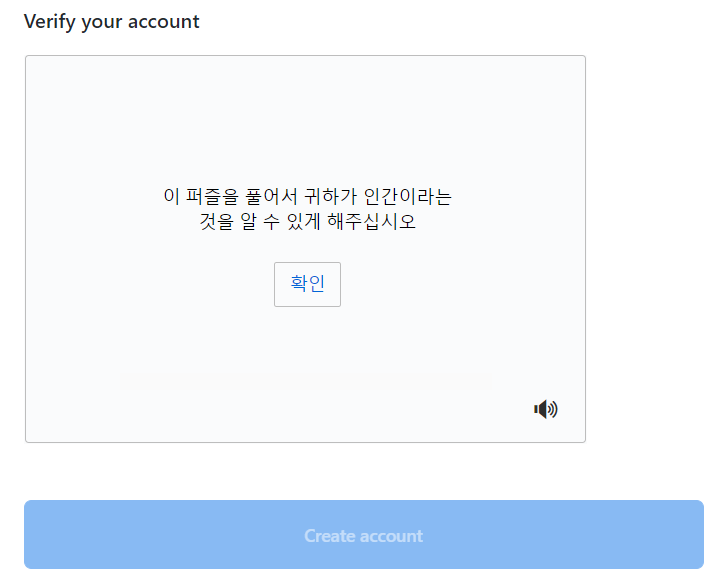 Verify your account
이 퍼즐을 풀어서 귀하가 인간이라는
것을 알 수 있게 해주십시오
확인
Create account